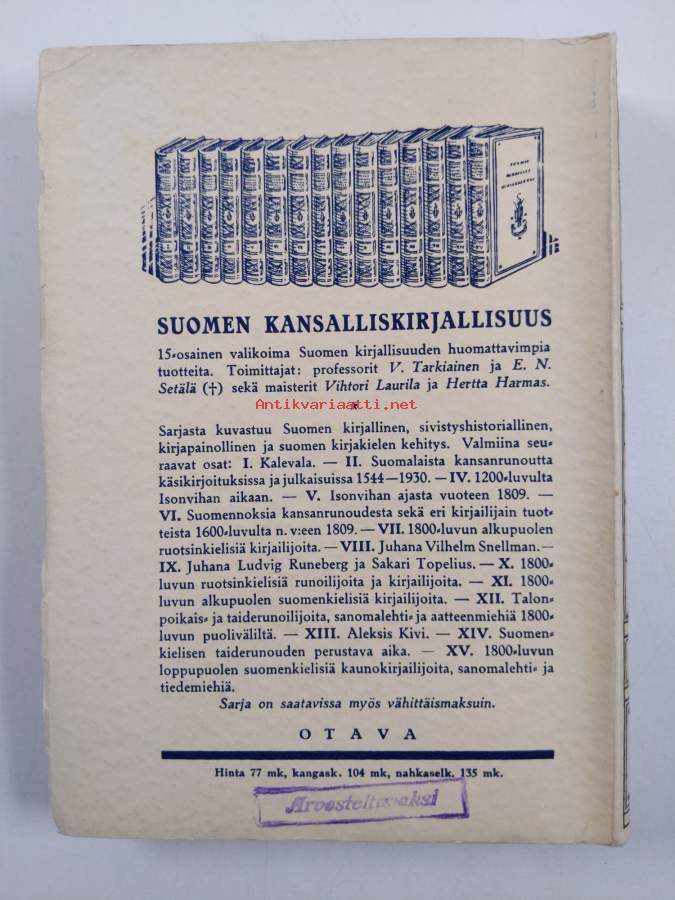 SUOMEN KANSALLISKIRJALLISUUS
15-osainen valikoima Suomen kirjallisuuden huomattavimpia
tuotteita. Toimittajat: professorit V. Tarkiainen ja E. N.
Setälä (†) sekä maisterit Vihtori Laurila ja Hertta Harmas.
Antikvariaatti.net
Sarjasta kuvastuu Suomen kirjallinen, sivistyshistoriallinen,
kirjapainollinen ja suomen kirjakielen kehitys. Valmiina seu-
raavat osat: I. Kalevala. — II. Suomalaista kansanrunoutta
käsikirjoituksissa ja julkaisuissa 1544—1930. — IV. 1200-luvulta
Isonvihan aikaan. — V. Isonvihan ajasta vuoteen 1809. —
VI. Suomennoksia kansanrunoudesta sekä eri kirjailijain tuot-
teista 1600-luvulta n. v:een 1809. — VII. 1800-luvun alkupuolen
ruotsinkielisiä kirjailijoita. — VIII. Juhana Vilhelm Snellman. —
IX. Juhana Ludvig Runeberg ja Sakari Topelius. — X. 1800-
luvun ruotsinkielisiä runoilijoita ja kirjailijoita. — XI. 1800-
luvun alkupuolen suomenkielisiä kirjailijoita. — XII. Talon-
poikais- ja taiderunoilijoita, sanomalehti- ja aatteenmiehiä 1800-
luvun puoliväliltä. — XIII. Aleksis Kivi. — XIV. Suomen-
kielisen taiderunouden perustava aika. — XV. 1800-luvun
loppupuolen suomenkielisiä kaunokirjailijoita, sanomalehti- ja
tiedemiehiä.
Sarja on saatavissa myös vähittäismaksuin.
OTAVA
Hinta 77 mk, kangask. 104 mk, nahkaselk. 135 mk.
Arvosteltavaksi